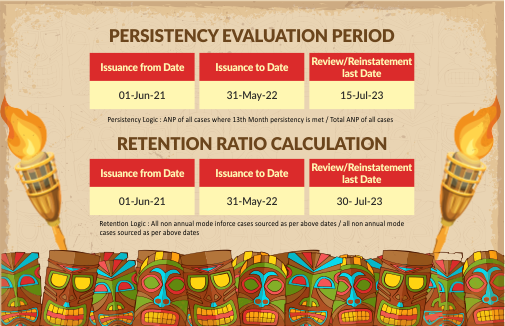 PERSISTENCY EVALUATION PERIOD
Issuance from Date Issuance to Date Review/Reinstatement last Date
01-Jun-21 31-May-22 15-Jul-23
Persistency Logic : ANP of all cases where 13th Month persistency is met / Total ANP of all cases
RETENTION RATIO CALCULATION
Issuance from Date Issuance to Date Review/Reinstatement last Date
01-Jun-21 31-May-22 30- Jul-23
Retention Logic : All non annual mode inforce cases sourced as per above dates / all non annual mode
cases sourced as per above dates